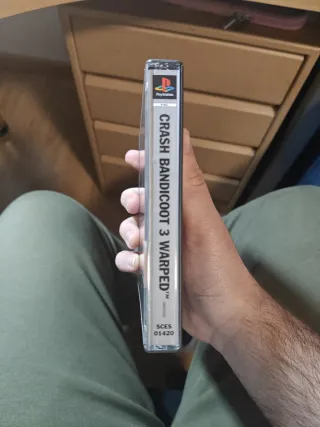 PlayStation
CRASH BANDICOOT 3 WARPED™
SCES
01420